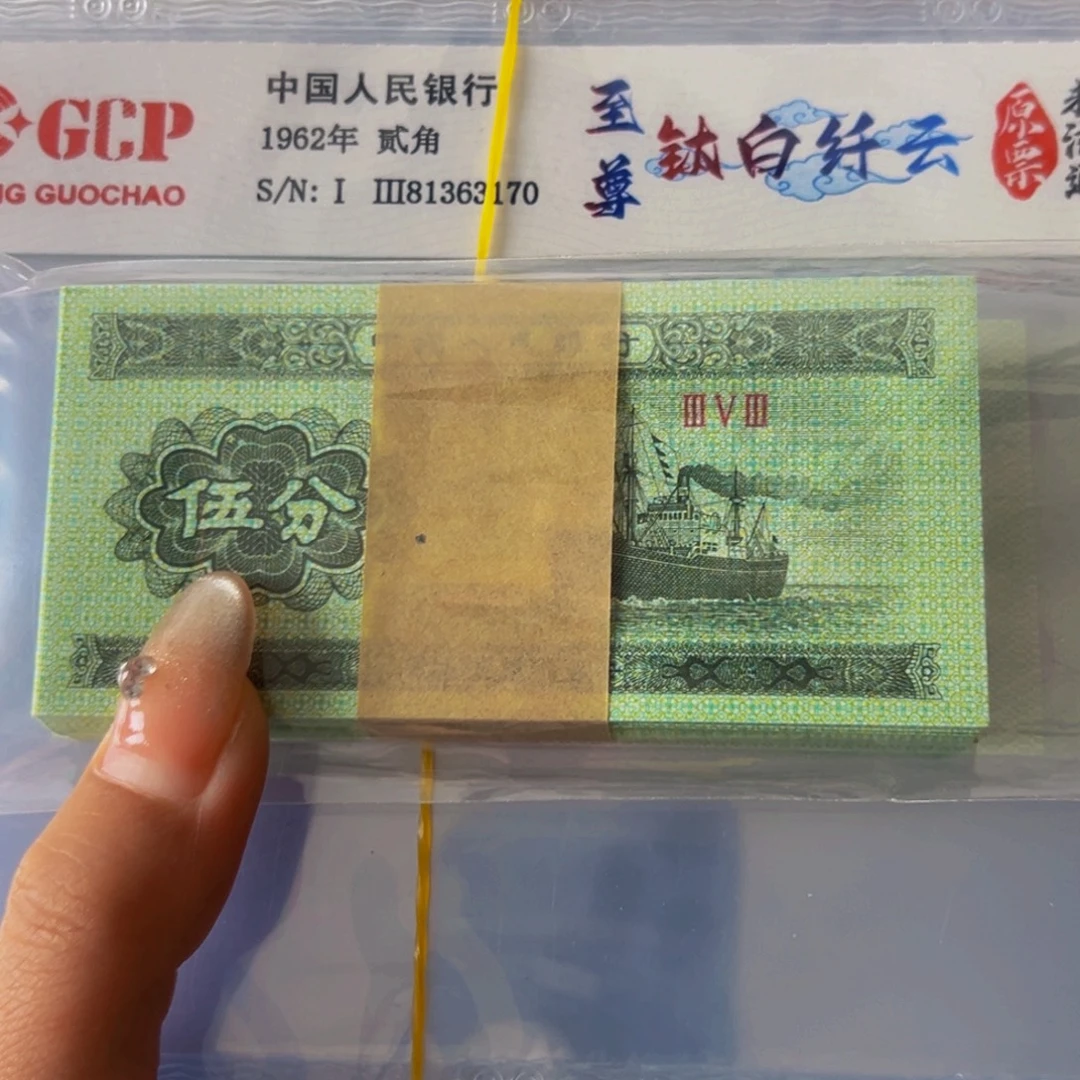 GCP
NG GUOCHAO
中国人民银行
1962年 贰角
S/N: I Ⅲ81363170
至尊
钛白纤云
原票
ⅢⅤⅢ
伍分